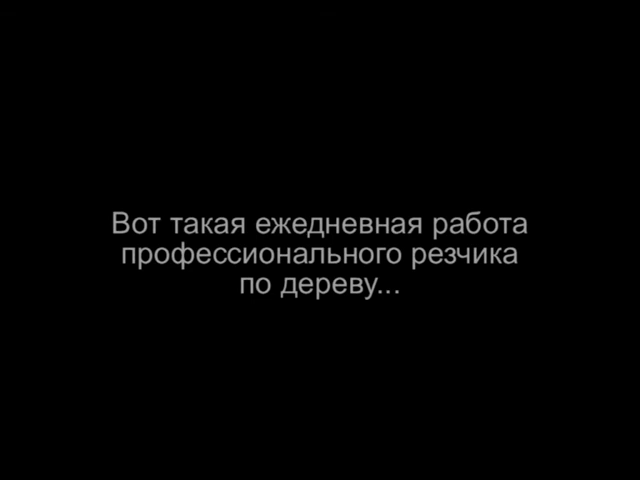 Вот такая ежедневная работа
профессионального резчика
по дереву...